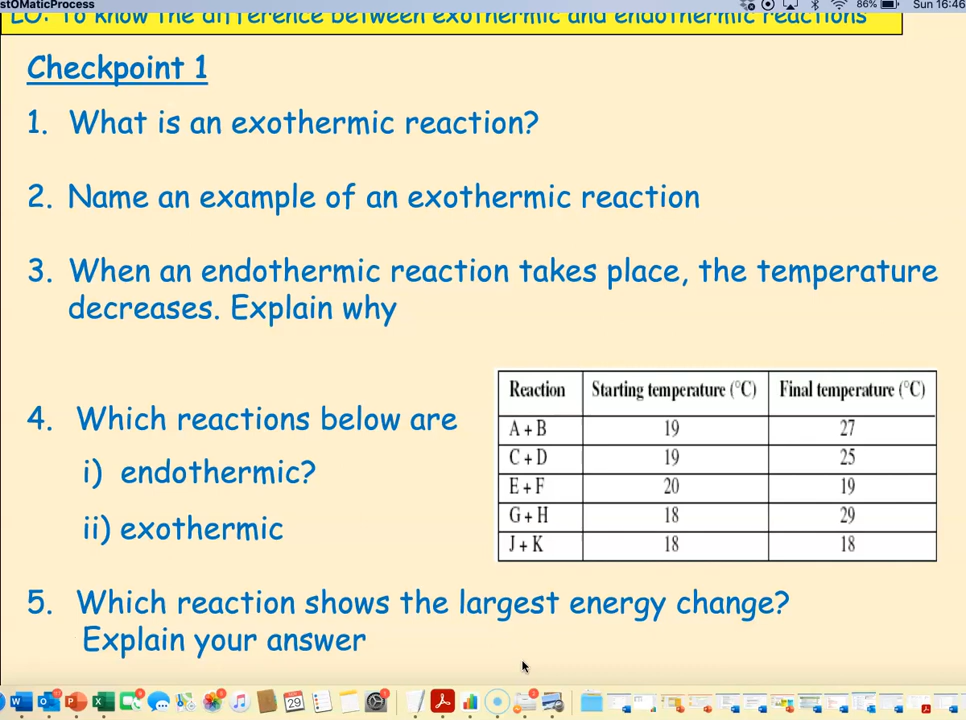 stOMaticProcess 86% Sun 16:46
LO: To know the difference between exothermic and endothermic reactions
Checkpoint 1
1. What is an exothermic reaction?
2. Name an example of an exothermic reaction
3. When an endothermic reaction takes place, the temperature
decreases. Explain why
4. Which reactions below are
i) endothermic?
ii) exothermic
Reaction Starting temperature (°C) Final temperature (°C)
A + B 19 27
C + D 19 25
E + F 20 19
G + H 18 29
J + K 18 18
5. Which reaction shows the largest energy change?
Explain your answer